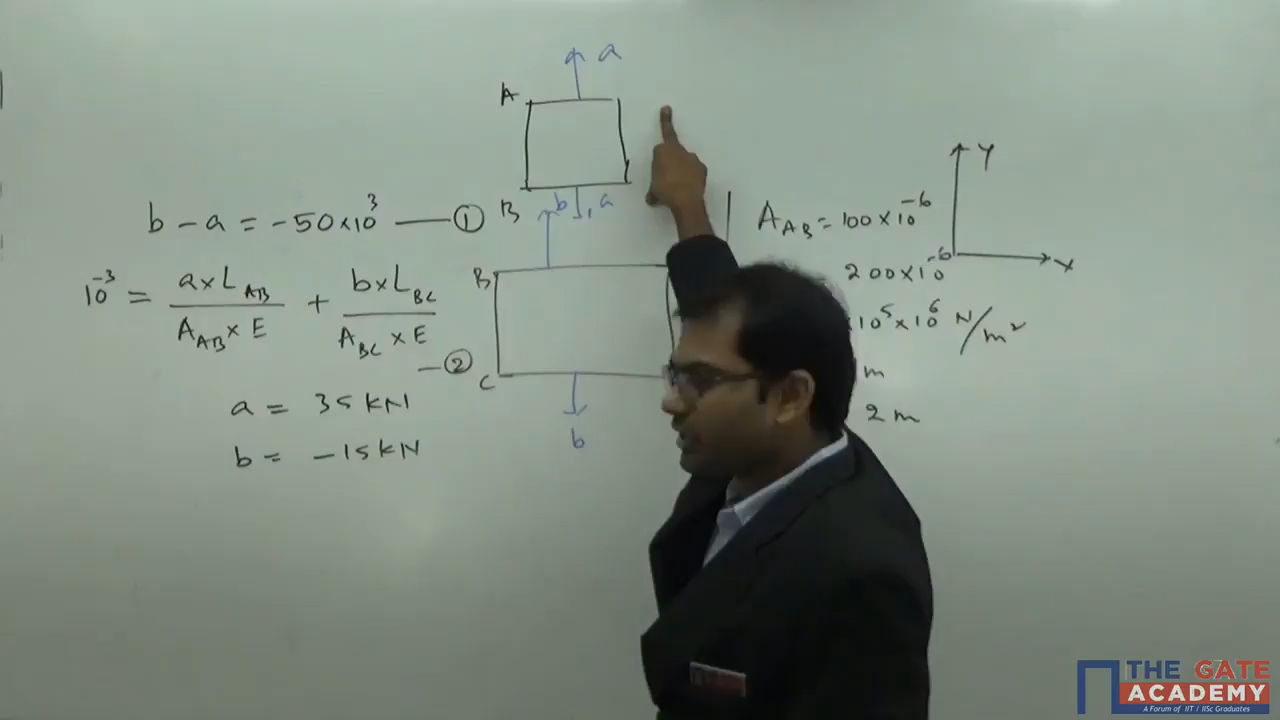 a
A
b - a = -50×10³ —— ①
B
b
a
10⁻³ = a×L_AB / A_AB×E + b×L_BC / A_BC×E — ②
B
C
b
a = 35 kN
b = -15 kN
Y
X
A_AB = 100×10⁻⁶
200×10⁻⁶
×10⁵×10⁶ N/m²
m
2m
THE GATE
ACADEMY
A Forum of IIT / IISc Graduates